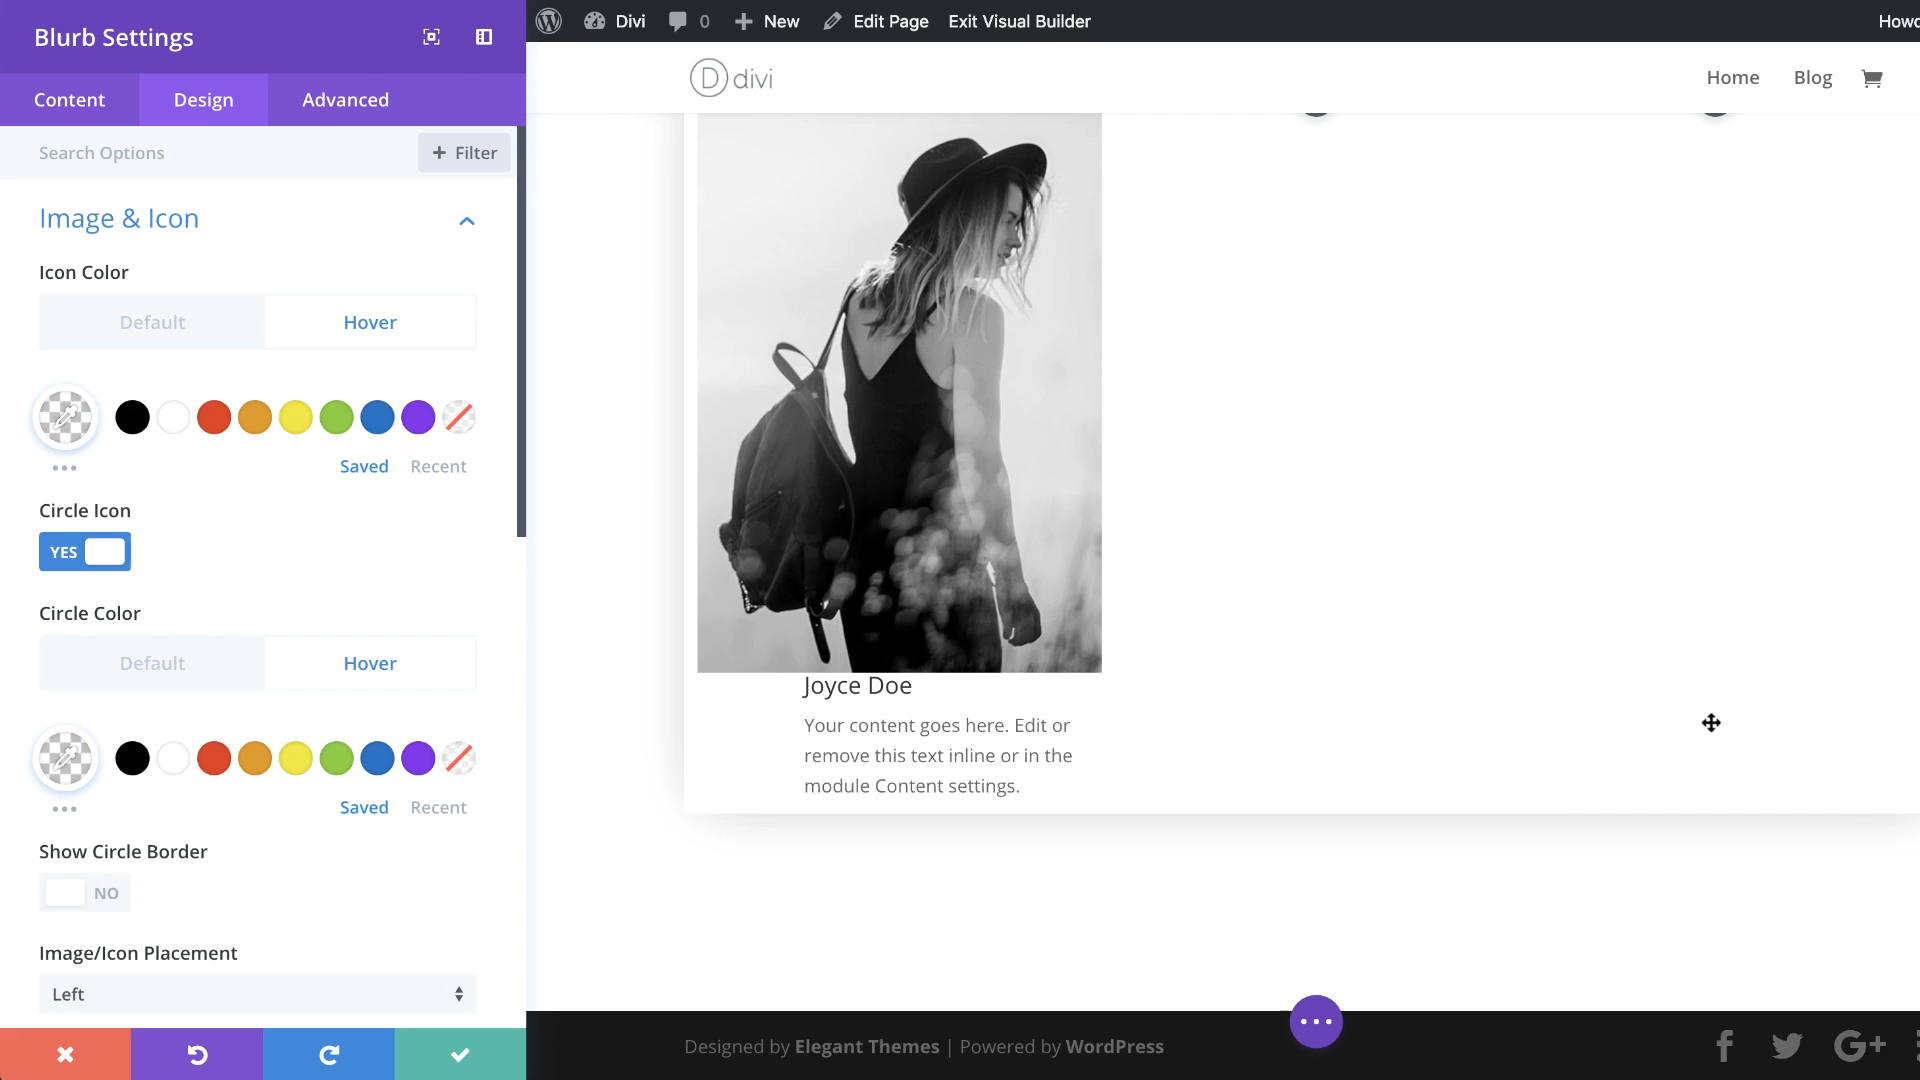 Blurb Settings
Content Design Advanced
Search Options
+ Filter
Image & Icon
Icon Color
Default Hover
Saved Recent
Circle Icon
YES
Circle Color
Default Hover
Saved Recent
Show Circle Border
NO
Image/Icon Placement
Left
Divi 0 New Edit Page Exit Visual Builder
D divi
Home Blog
Joyce Doe
Your content goes here. Edit or
remove this text inline or in the
module Content settings.
Designed by Elegant Themes | Powered by WordPress
G+